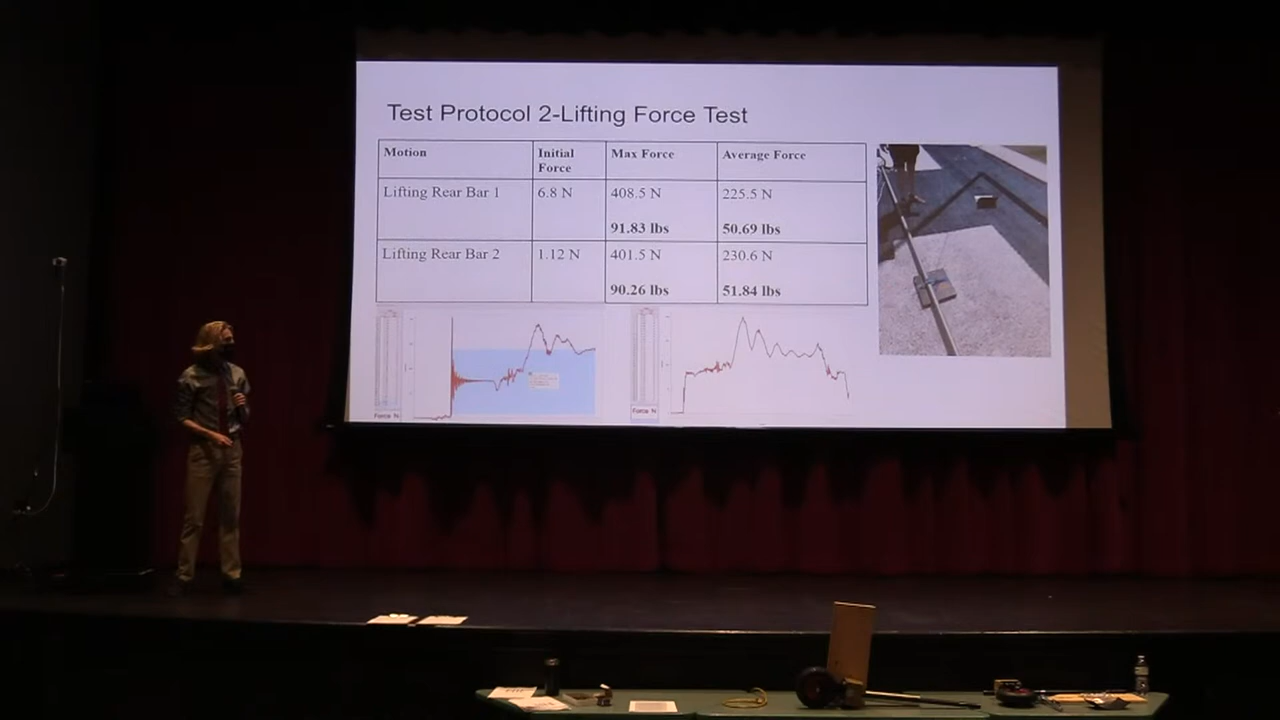 Test Protocol 2-Lifting Force Test
Motion Initial Force Max Force Average Force
Lifting Rear Bar 1 6.8 N 408.5 N 225.5 N
91.83 lbs 50.69 lbs
Lifting Rear Bar 2 1.12 N 401.5 N 230.6 N
90.26 lbs 51.84 lbs
Force N
Force N